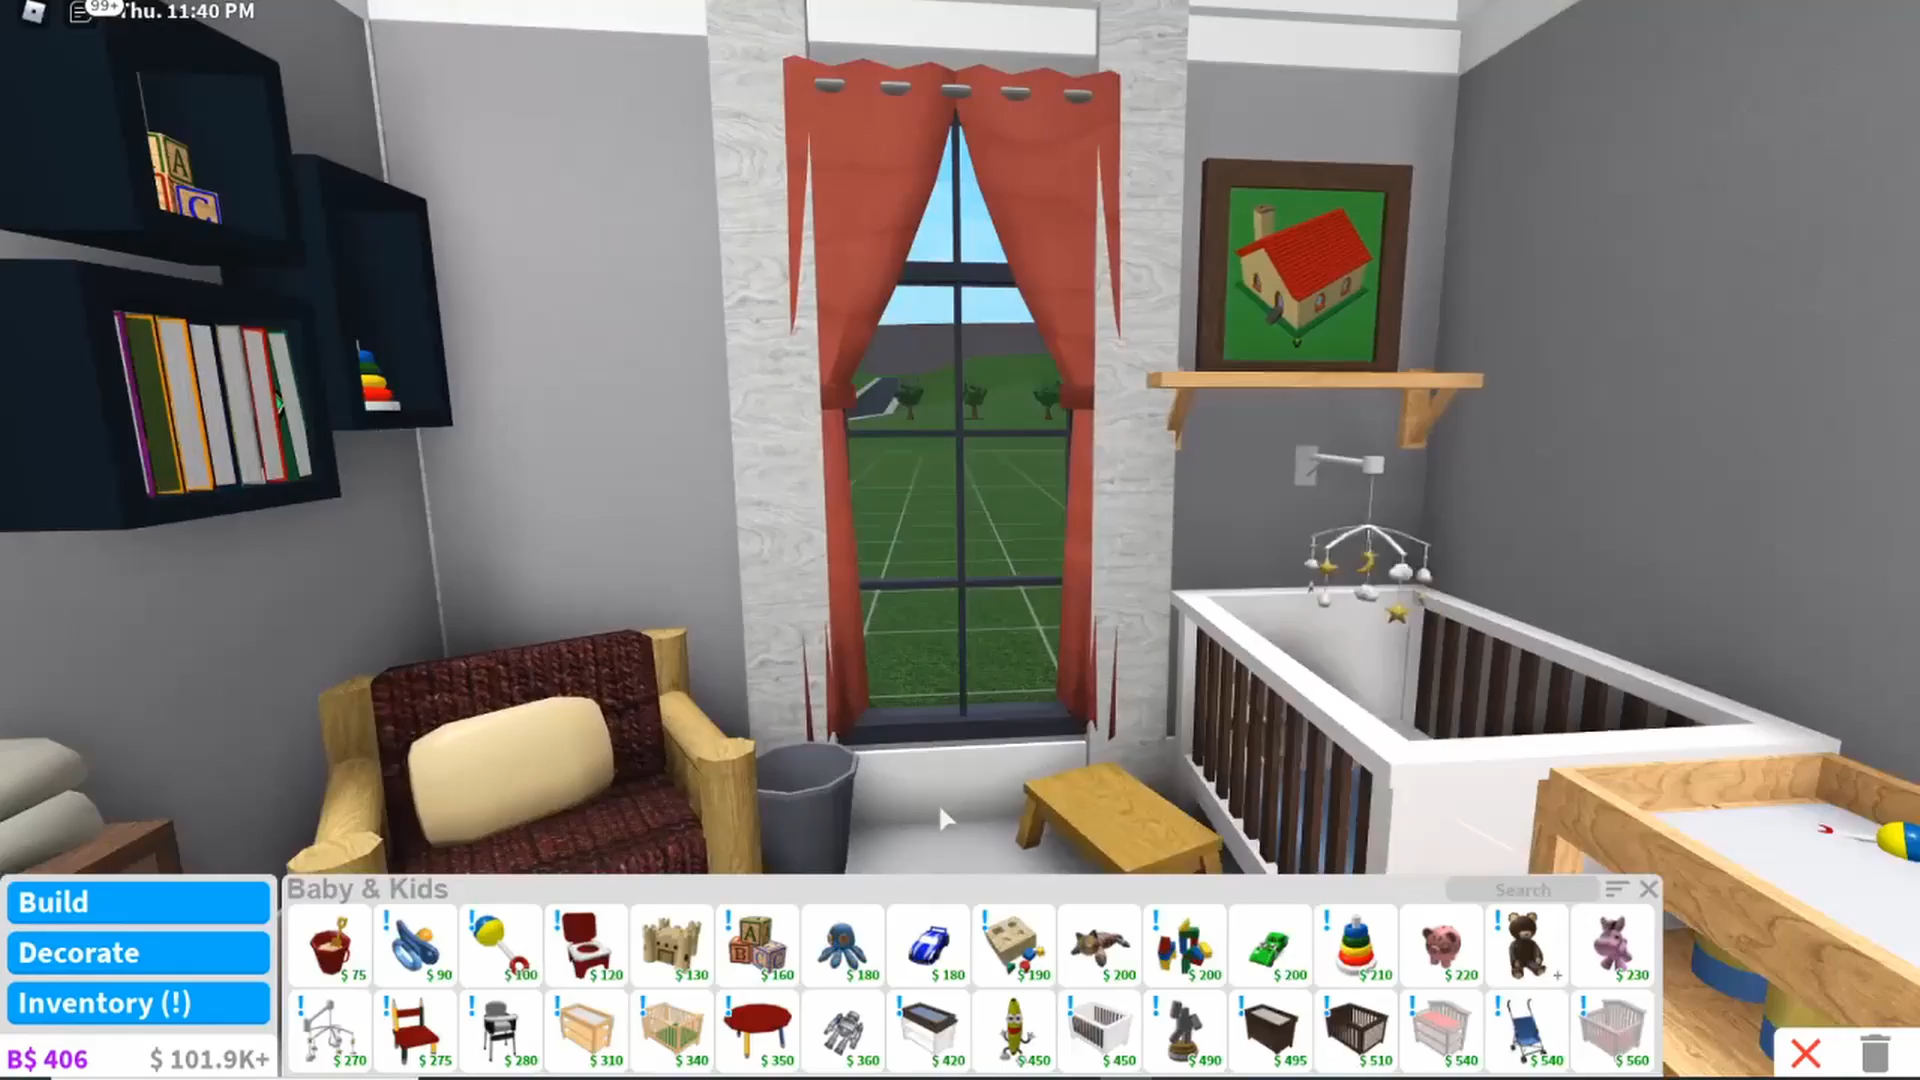 99+
Thu. 11:40 PM
A
C
Build
Decorate
Inventory (!)
B$ 406
$ 101.9K+
Baby & Kids
Search
! ! ! ! ! ! ! !
A
B C
$ 75 $ 90 $ 100 $ 120 $ 130 $ 160 $ 180 $ 180 $ 190 $ 200 $ 200 $ 200 $ 210 $ 220 + $ 230
! ! ! ! ! ! ! ! ! ! ! ! ! !
$ 270 $ 275 $ 280 $ 310 $ 340 $ 350 $ 360 $ 420 $ 450 $ 450 $ 490 $ 495 $ 510 $ 540 $ 540 $ 560